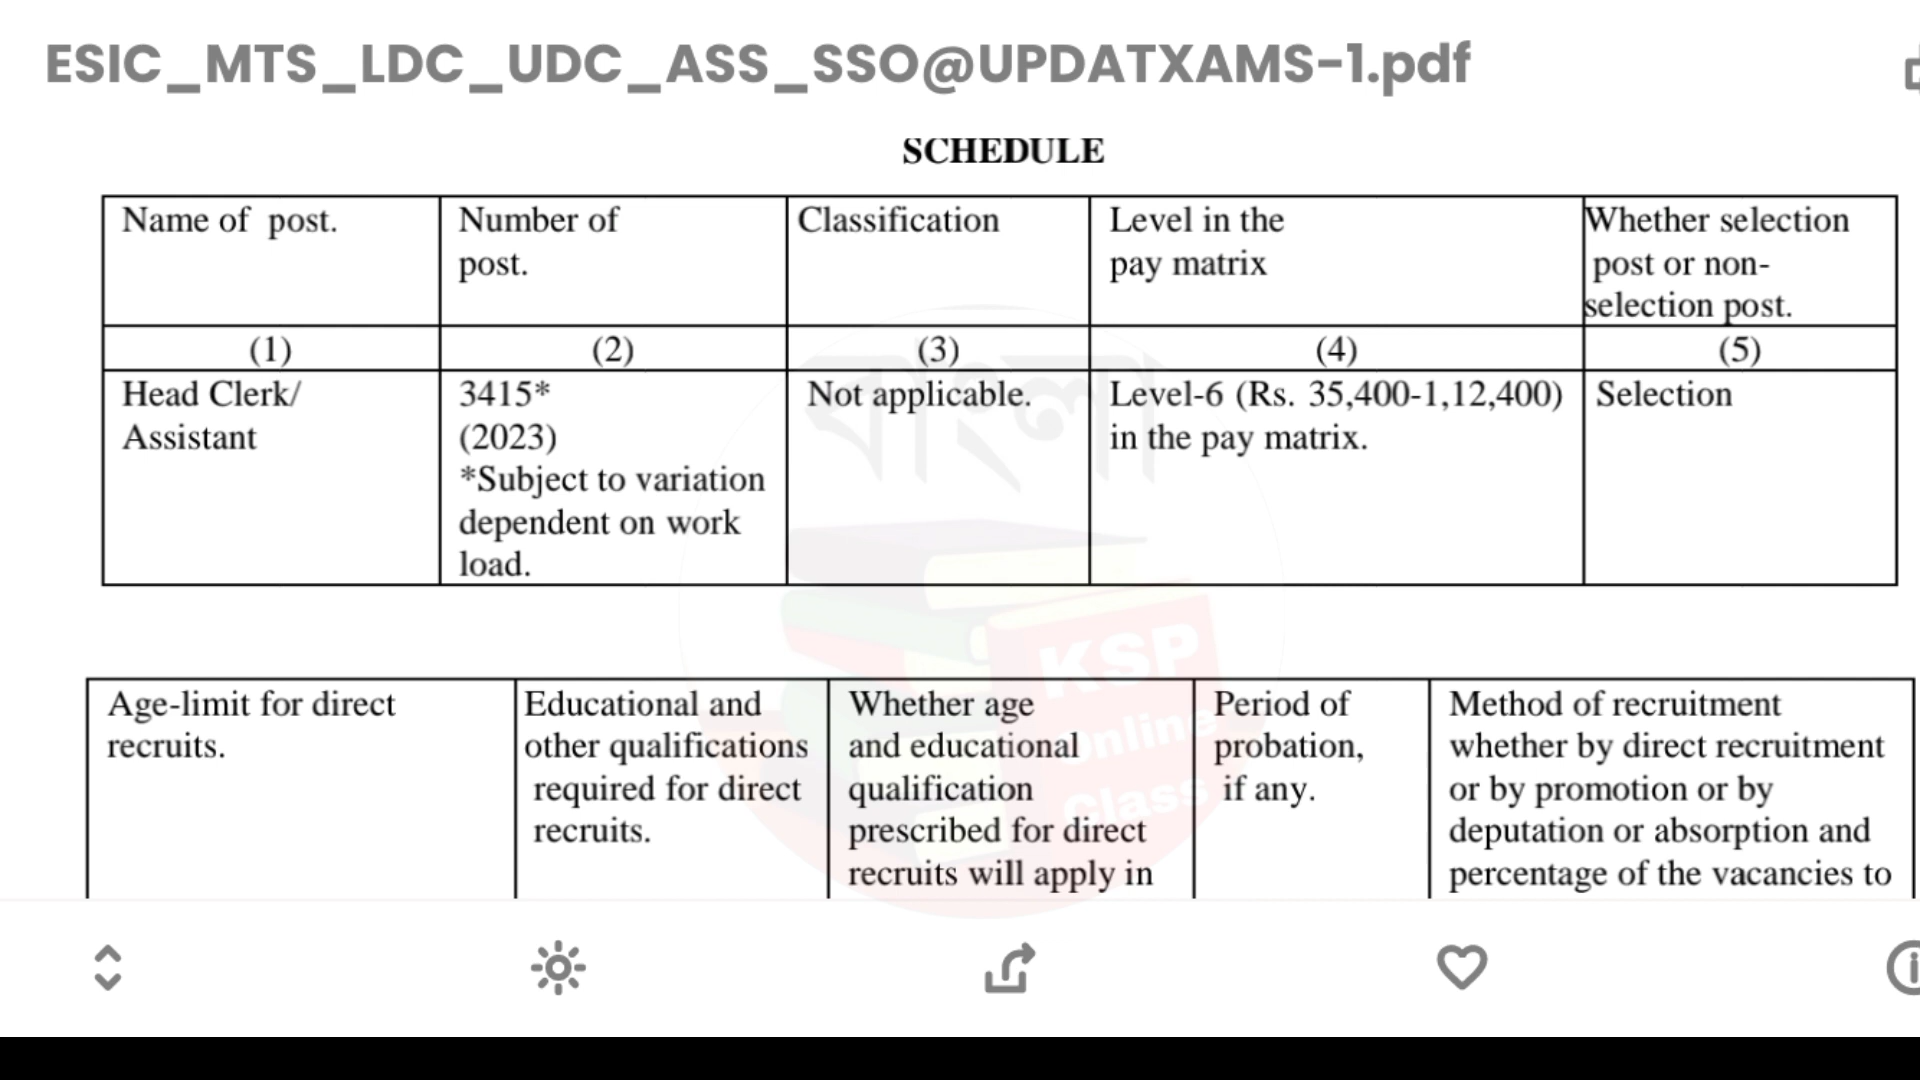 ESIC_MTS_LDC_UDC_ASS_SSO@UPDATXAMS-1.pdf
SCHEDULE
Name of post.
Number of
post.
Classification
Level in the
pay matrix
Whether selection
post or non-
selection post.
(1)
(2)
(3)
(4)
(5)
Head Clerk/
Assistant
3415*
(2023)
*Subject to variation
dependent on work
load.
Not applicable.
Level-6 (Rs. 35,400-1,12,400)
in the pay matrix.
Selection
বাংলা
KSP
Online
Class
Age-limit for direct
recruits.
Educational and
other qualifications
required for direct
recruits.
Whether age
and educational
qualification
prescribed for direct
recruits will apply in
Period of
probation,
if any.
Method of recruitment
whether by direct recruitment
or by promotion or by
deputation or absorption and
percentage of the vacancies to